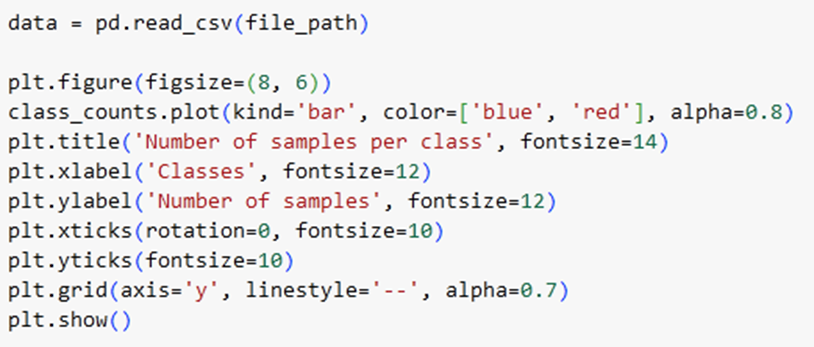 data = pd.read_csv(file_path)
plt.figure(figsize=(8, 6))
class_counts.plot(kind='bar', color=['blue', 'red'], alpha=0.8)
plt.title('Number of samples per class', fontsize=14)
plt.xlabel('Classes', fontsize=12)
plt.ylabel('Number of samples', fontsize=12)
plt.xticks(rotation=0, fontsize=10)
plt.yticks(fontsize=10)
plt.grid(axis='y', linestyle='--', alpha=0.7)
plt.show()